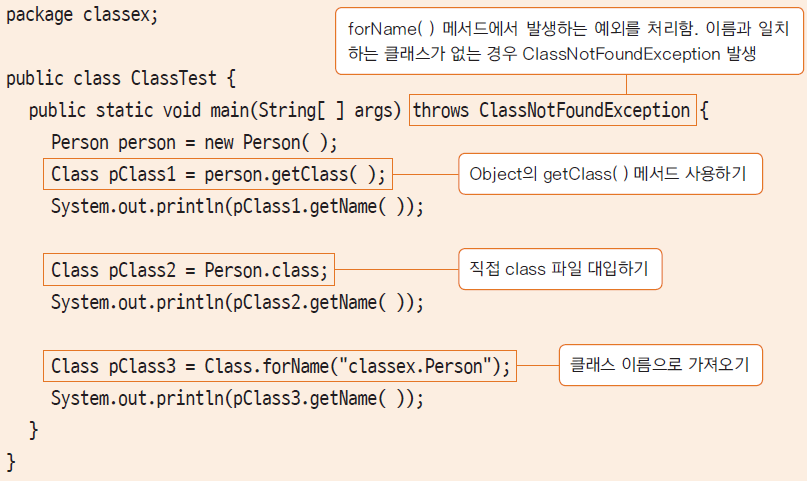 package classex;
forName( ) 메서드에서 발생하는 예외를 처리함. 이름과 일치
하는 클래스가 없는 경우 ClassNotFoundException 발생
public class ClassTest {
public static void main(String[ ] args) throws ClassNotFoundException {
Person person = new Person( );
Class pClass1 = person.getClass( );
Object의 getClass( ) 메서드 사용하기
System.out.println(pClass1.getName( ));
Class pClass2 = Person.class;
직접 class 파일 대입하기
System.out.println(pClass2.getName( ));
Class pClass3 = Class.forName("classex.Person");
클래스 이름으로 가져오기
System.out.println(pClass3.getName( ));
}
}